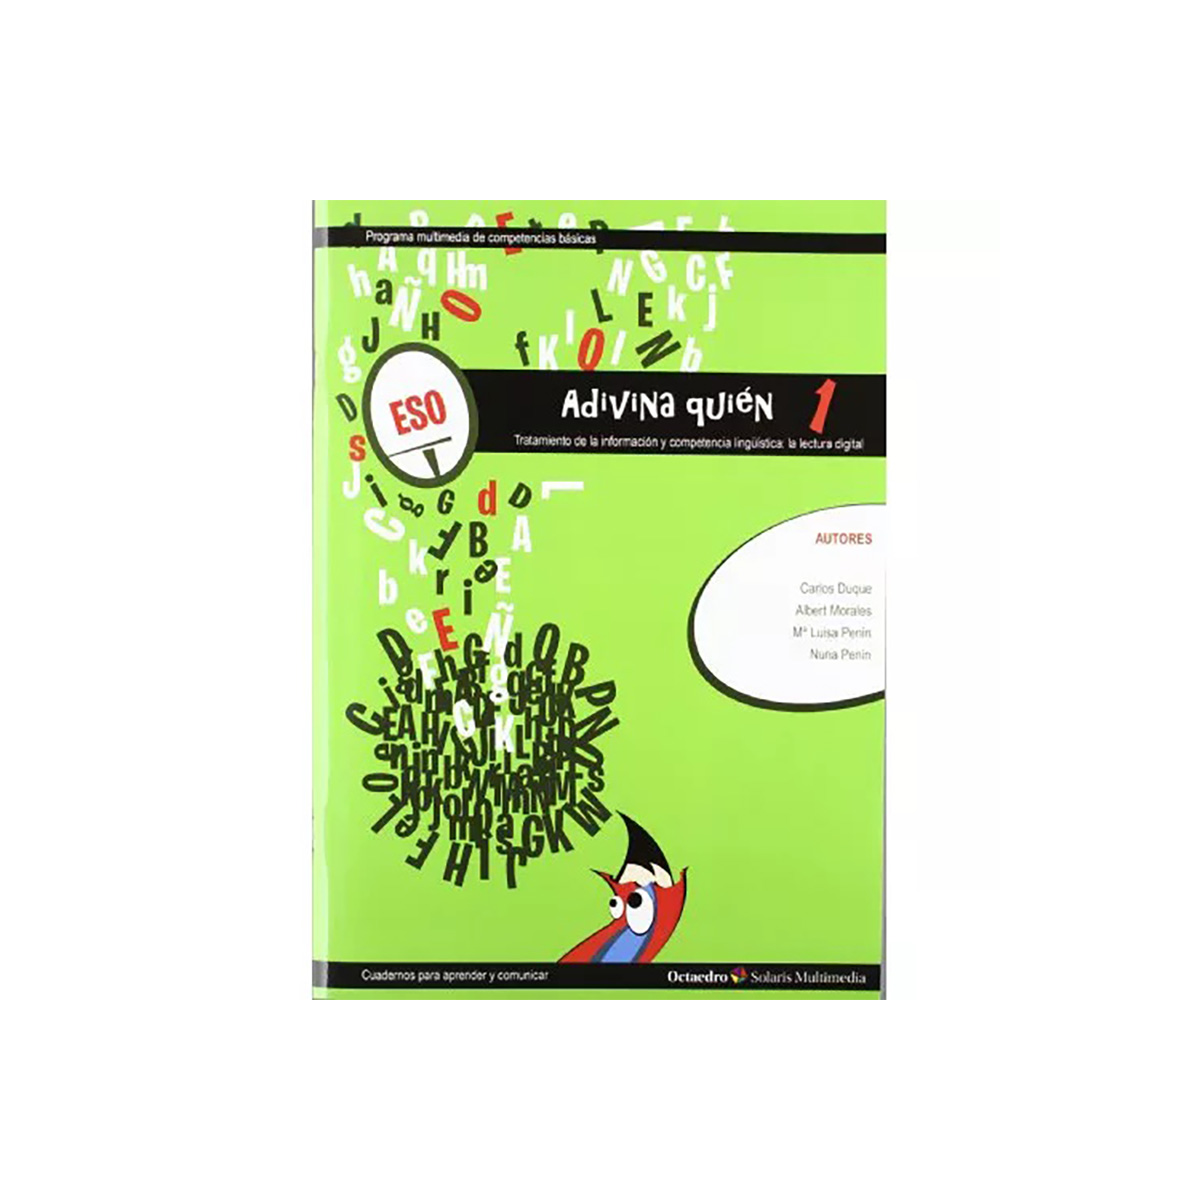 Programa multimedia de competencias básicas
ESO
Adivina quién 1
Tratamiento de la información y competencia lingüística: la lectura digital
AUTORES
Carlos Duque
Albert Morales
Mª Luisa Penín
Nuria Penín
Cuadernos para aprender y comunicar
Octaedro Solaris Multimedia